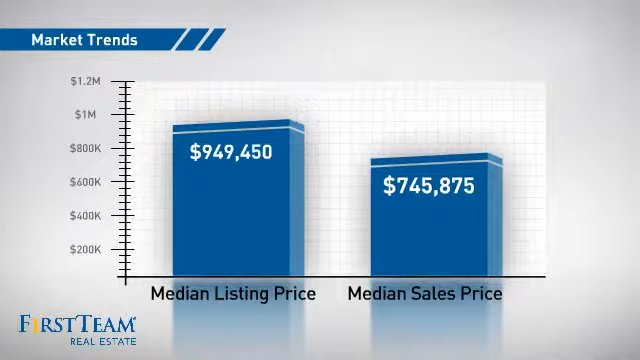 Market Trends
$1.2M
$1M
$800K
$600K
$400K
$200K
$949,450
$745,875
Median Listing Price
Median Sales Price
FIRSTTEAM®
REAL ESTATE